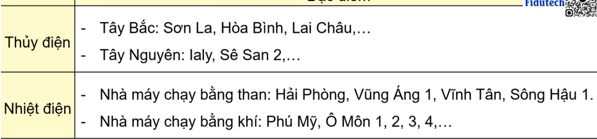 Fidutech
Thủy điện
- Tây Bắc: Sơn La, Hòa Bình, Lai Châu,…
- Tây Nguyên: Ialy, Sê San 2,…
Nhiệt điện
- Nhà máy chạy bằng than: Hải Phòng, Vũng Áng 1, Vĩnh Tân, Sông Hậu 1.
- Nhà máy chạy bằng khí: Phú Mỹ, Ô Môn 1, 2, 3, 4,…